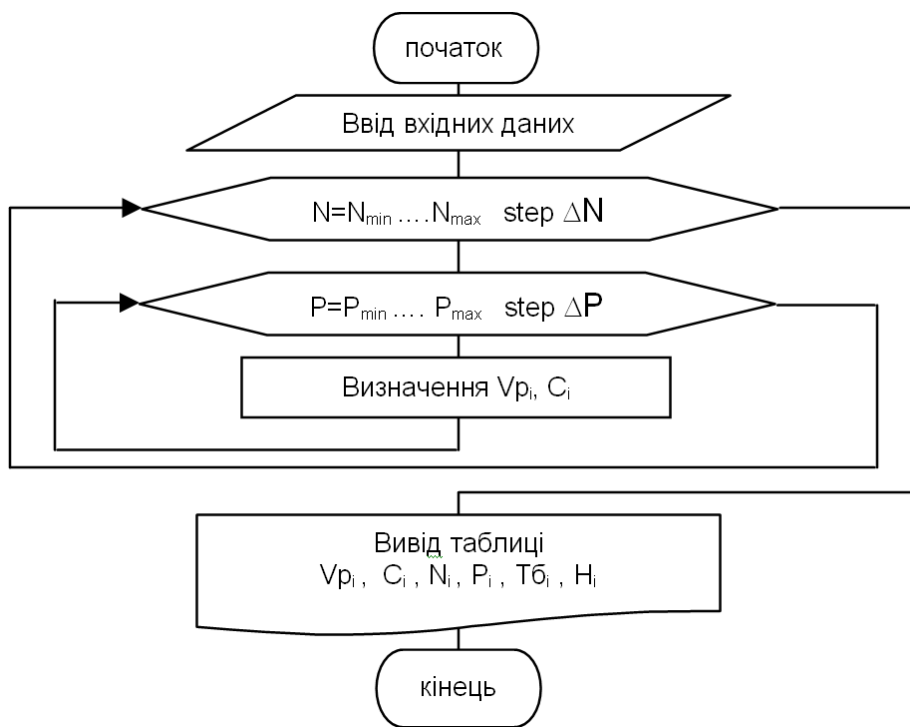 початок
Ввід вхідних даних
N=Nmin ....Nmax step ΔN
P=Pmin .... Pmax step ΔP
Визначення Vpi, Ci
Вивід таблиці
Vpi , Ci , Ni , Pi , Тбi , Hi
кінець